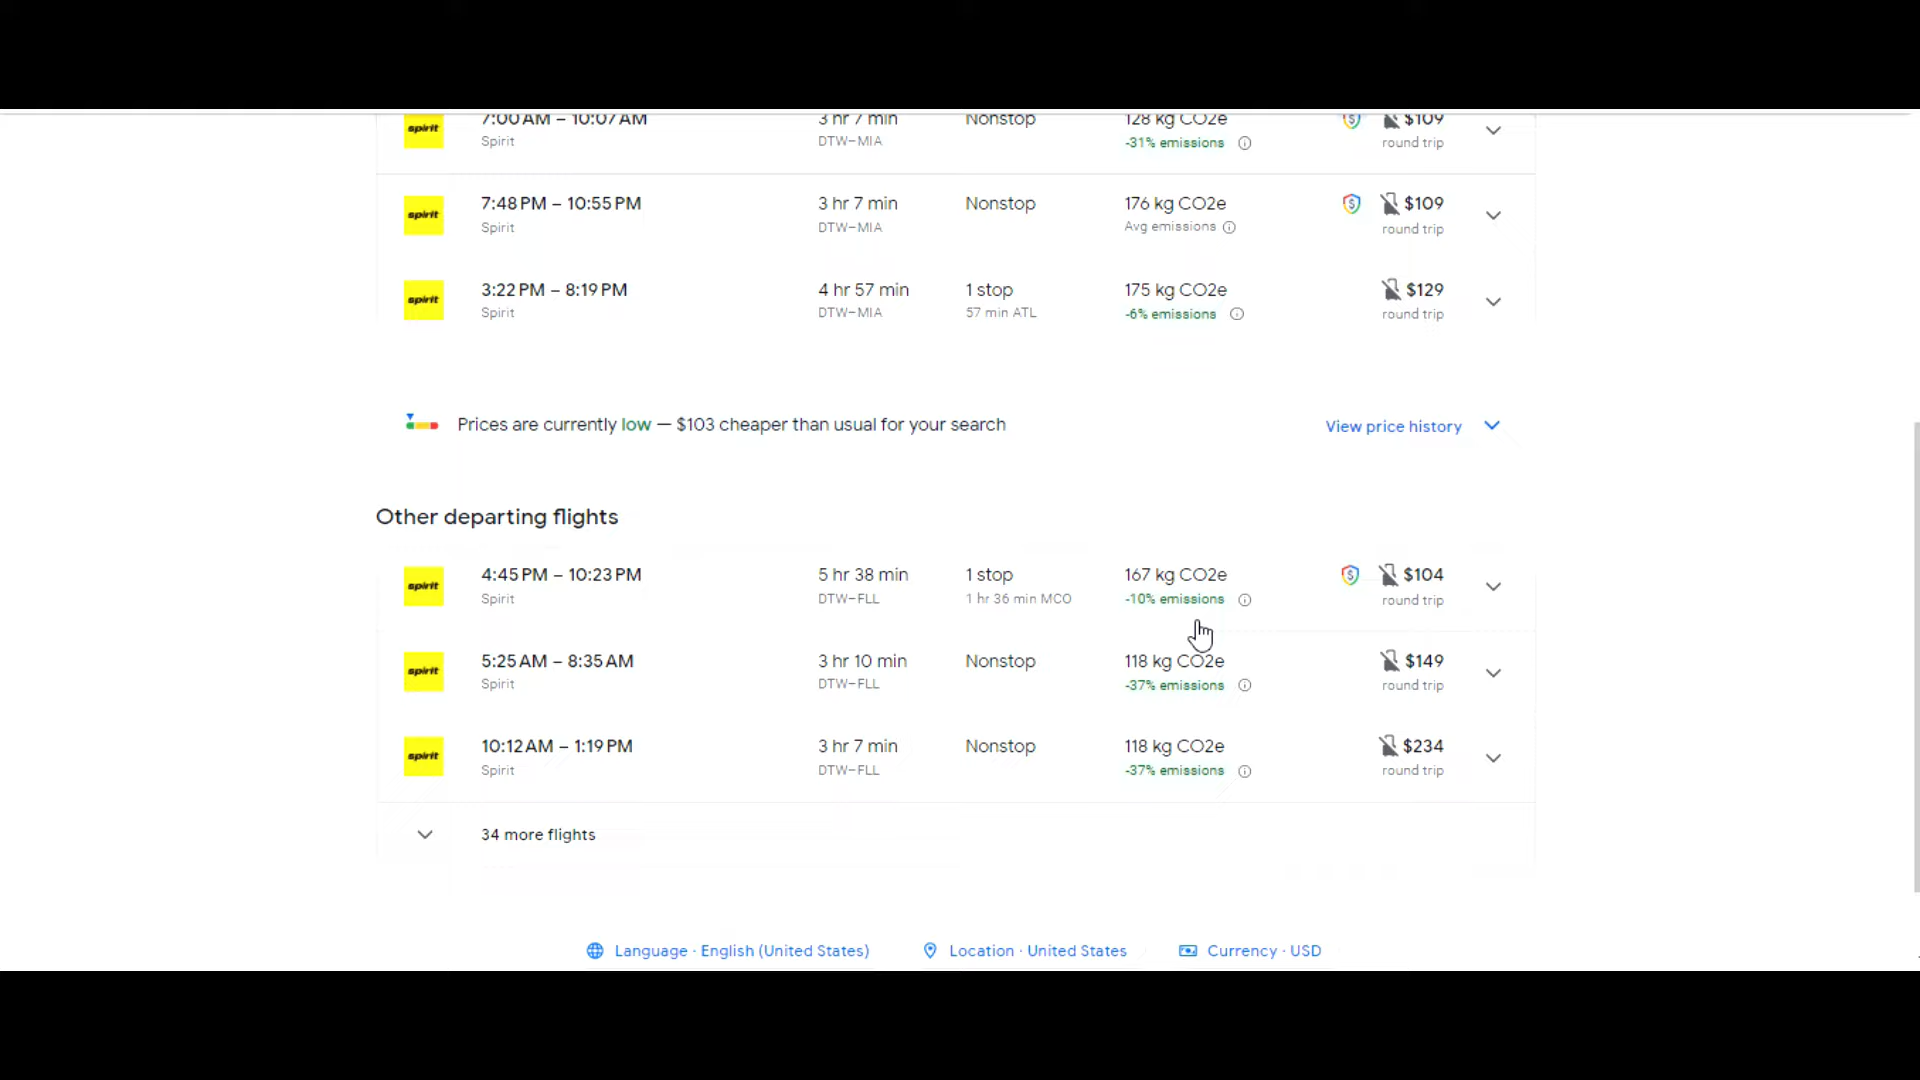 spirit 7:00 AM – 10:07 AM 3 hr 7 min Nonstop 128 kg CO2e $109
Spirit DTW–MIA -31% emissions round trip
spirit 7:48 PM – 10:55 PM 3 hr 7 min Nonstop 176 kg CO2e $109
Spirit DTW–MIA Avg emissions round trip
spirit 3:22 PM – 8:19 PM 4 hr 57 min 1 stop 175 kg CO2e $129
Spirit DTW–MIA 57 min ATL -6% emissions round trip
Prices are currently low — $103 cheaper than usual for your search View price history
Other departing flights
spirit 4:45 PM – 10:23 PM 5 hr 38 min 1 stop 167 kg CO2e $104
Spirit DTW–FLL 1 hr 36 min MCO -10% emissions round trip
spirit 5:25 AM – 8:35 AM 3 hr 10 min Nonstop 118 kg CO2e $149
Spirit DTW–FLL -37% emissions round trip
spirit 10:12 AM – 1:19 PM 3 hr 7 min Nonstop 118 kg CO2e $234
Spirit DTW–FLL -37% emissions round trip
34 more flights
Language · English (United States) Location · United States Currency · USD